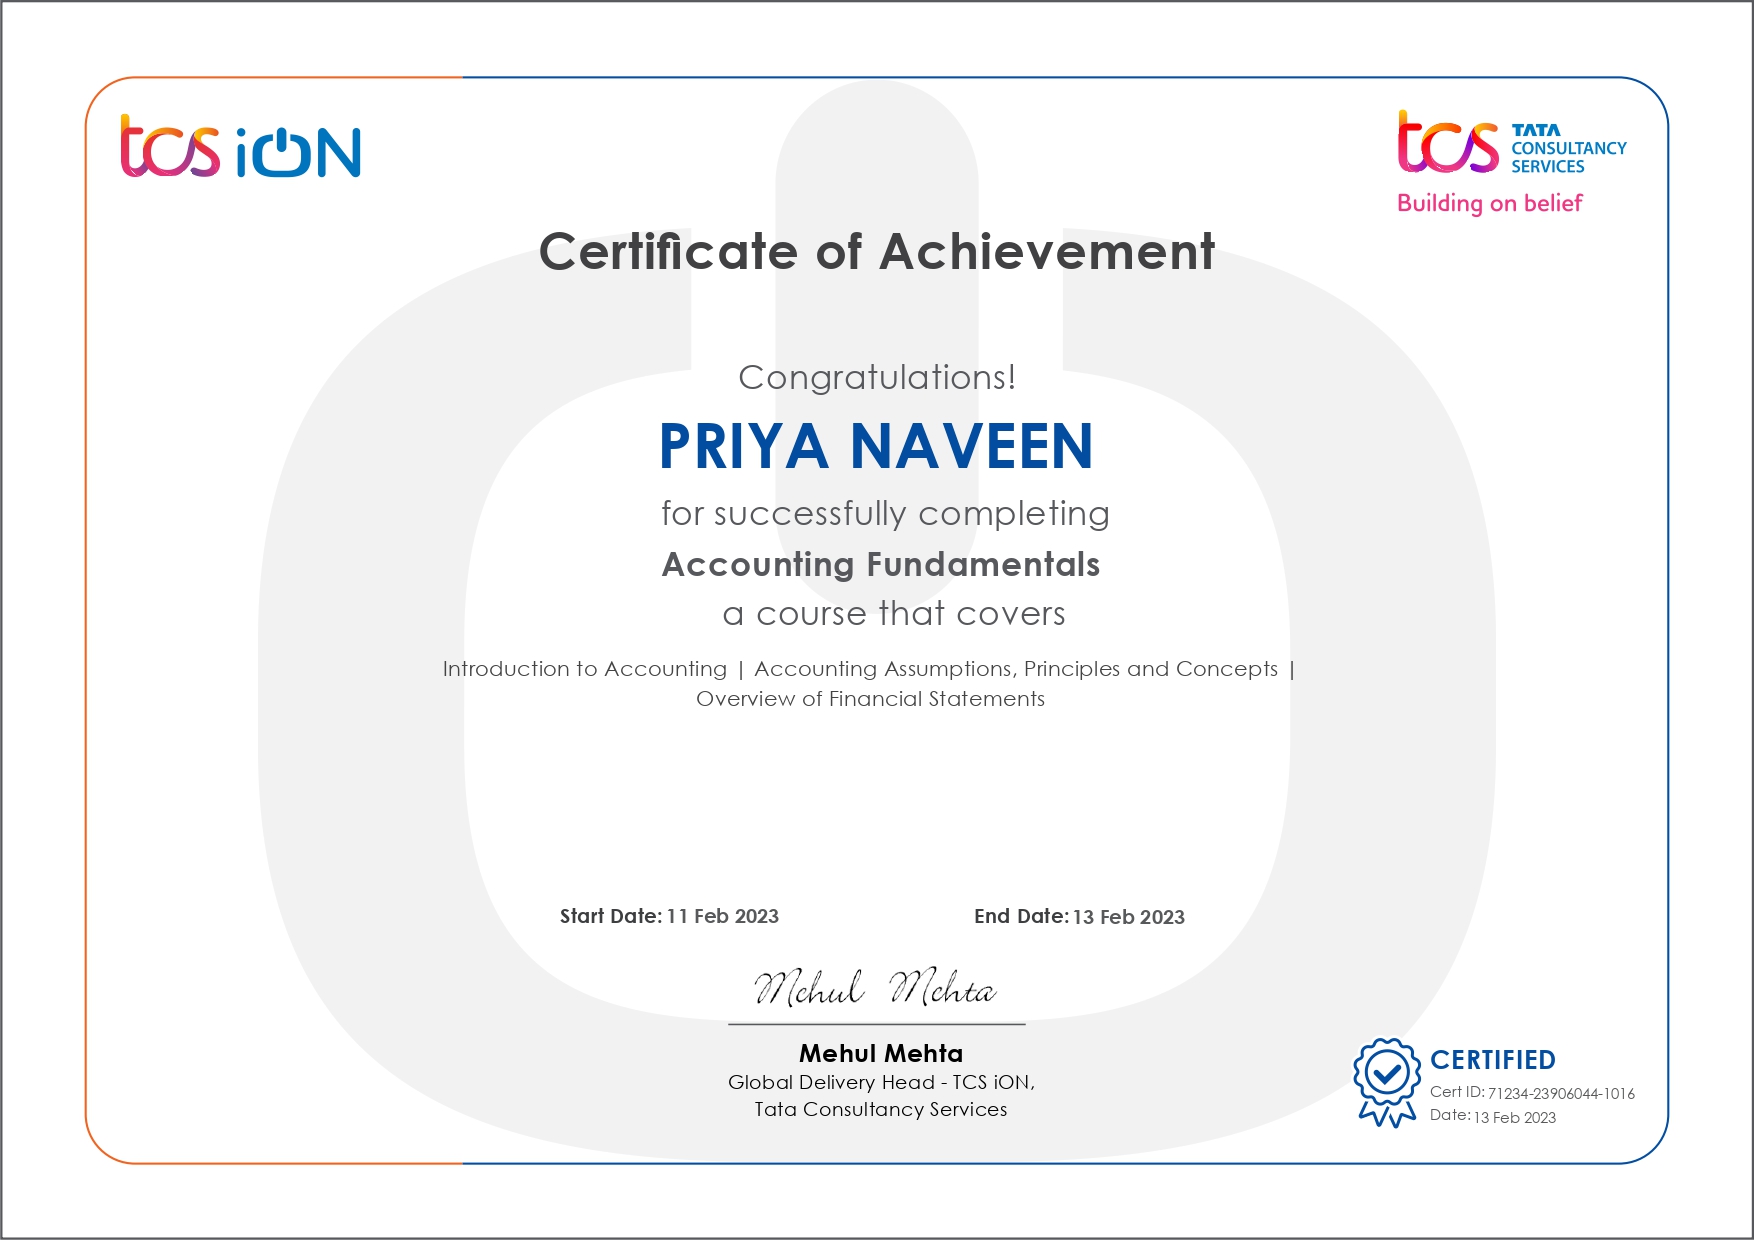 tcs iON
tcs TATA
CONSULTANCY
SERVICES
Building on belief
Certificate of Achievement
Congratulations!
PRIYA NAVEEN
for successfully completing
Accounting Fundamentals
a course that covers
Introduction to Accounting | Accounting Assumptions, Principles and Concepts |
Overview of Financial Statements
Start Date: 11 Feb 2023 End Date: 13 Feb 2023
Mehul Mehta
Mehul Mehta
Global Delivery Head - TCS iON,
Tata Consultancy Services
CERTIFIED
Cert ID: 71234-23906044-1016
Date: 13 Feb 2023